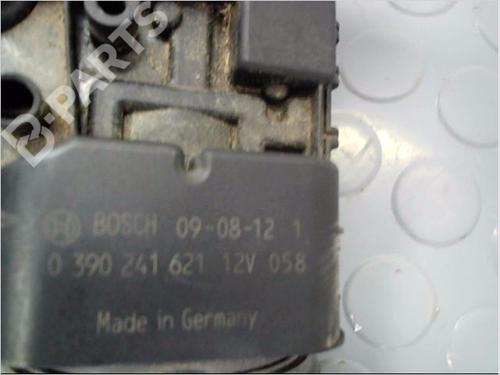 B-PARTS
BOSCH 09-08-12 1
0 390 241 621 12V 058
Made in Germany